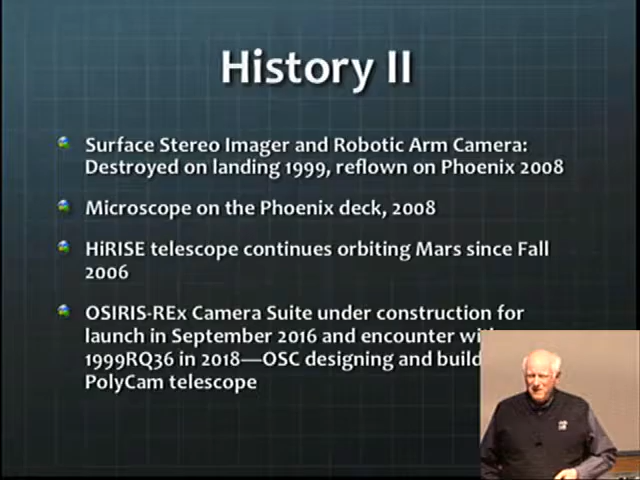 History II
Surface Stereo Imager and Robotic Arm Camera:
Destroyed on landing 1999, reflown on Phoenix 2008
Microscope on the Phoenix deck, 2008
HiRISE telescope continues orbiting Mars since Fall
2006
OSIRIS-REx Camera Suite under construction for
launch in September 2016 and encounter
1999RQ36 in 2018—OSC designing and
PolyCam telescope